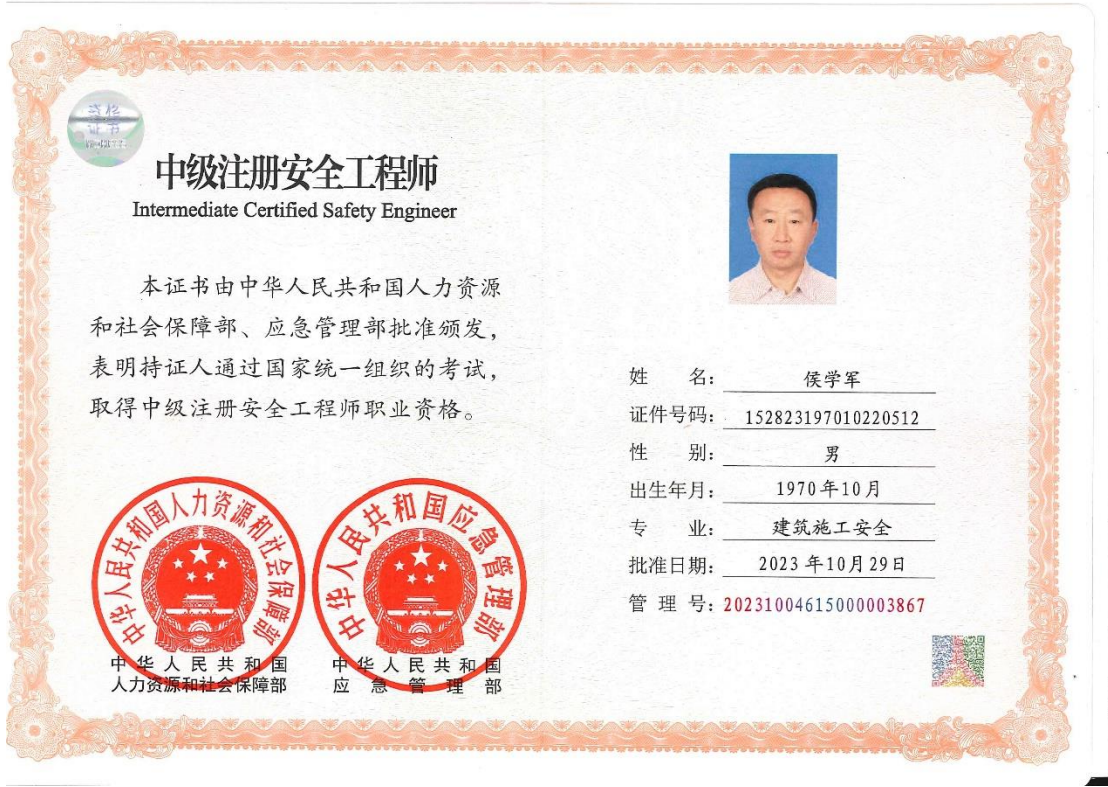 资格
证书
中级注册安全工程师
Intermediate Certified Safety Engineer
本证书由中华人民共和国人力资源
和社会保障部、应急管理部批准颁发,
表明持证人通过国家统一组织的考试,
取得中级注册安全工程师职业资格。
中华人民共和国人力资源和社会保障部
中华人民共和国
人力资源和社会保障部
中华人民共和国应急管理部
中华人民共和国
应急管理部
姓 名: 侯学军
证件号码: 152823197010220512
性 别: 男
出生年月: 1970年10月
专 业: 建筑施工安全
批准日期: 2023年10月29日
管 理 号: 20231004615000003867